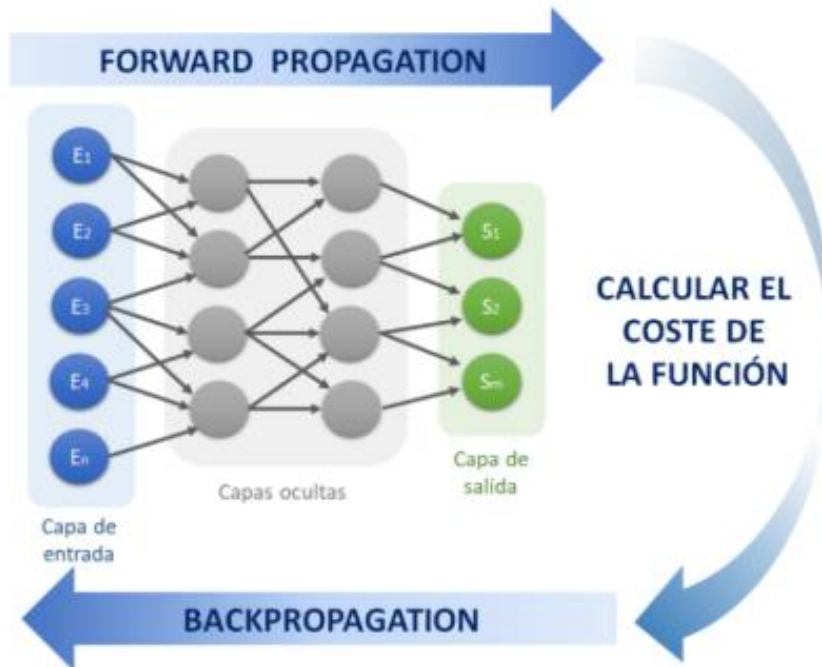 FORWARD PROPAGATION
E1
E2
E3
E4
En
S1
S2
Sm
Capas ocultas
Capa de
salida
Capa de
entrada
CALCULAR EL
COSTE DE
LA FUNCIÓN
BACKPROPAGATION